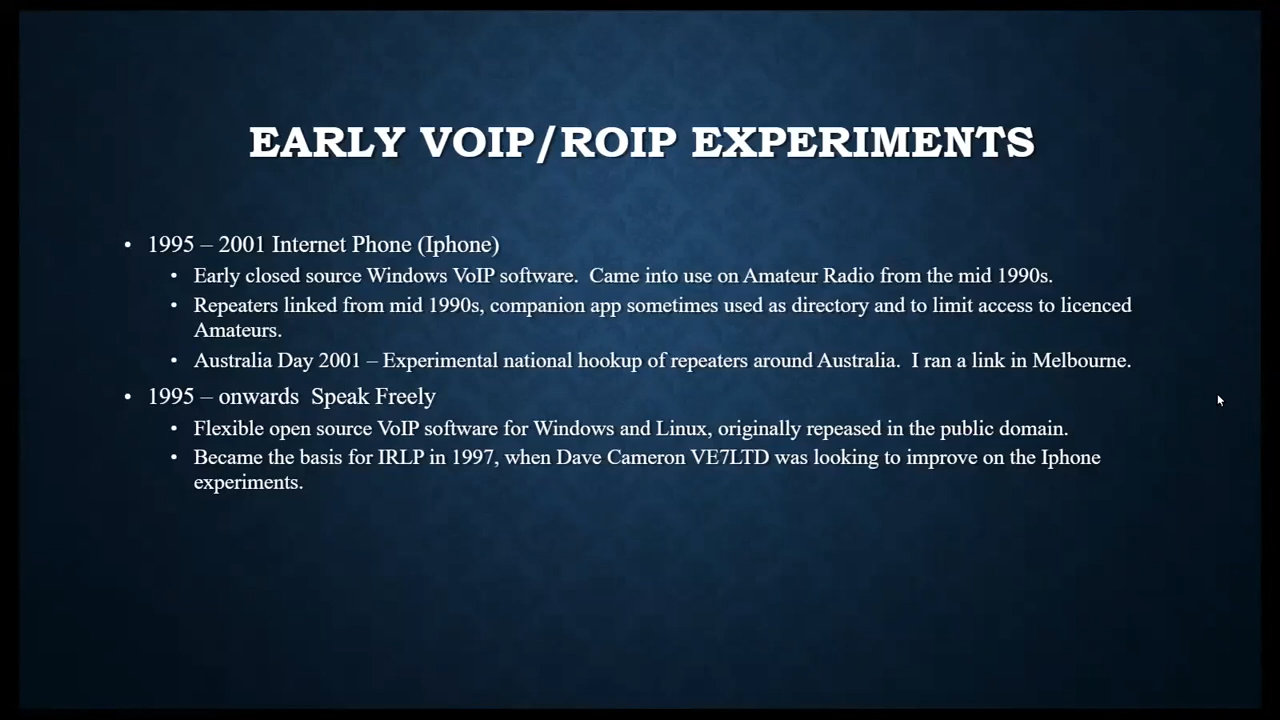 EARLY VOIP/ROIP EXPERIMENTS
• 1995 – 2001 Internet Phone (Iphone)
• Early closed source Windows VoIP software.  Came into use on Amateur Radio from the mid 1990s.
• Repeaters linked from mid 1990s, companion app sometimes used as directory and to limit access to licenced
Amateurs.
• Australia Day 2001 – Experimental national hookup of repeaters around Australia.  I ran a link in Melbourne.
• 1995 – onwards  Speak Freely
• Flexible open source VoIP software for Windows and Linux, originally repeased in the public domain.
• Became the basis for IRLP in 1997, when Dave Cameron VE7LTD was looking to improve on the Iphone
experiments.